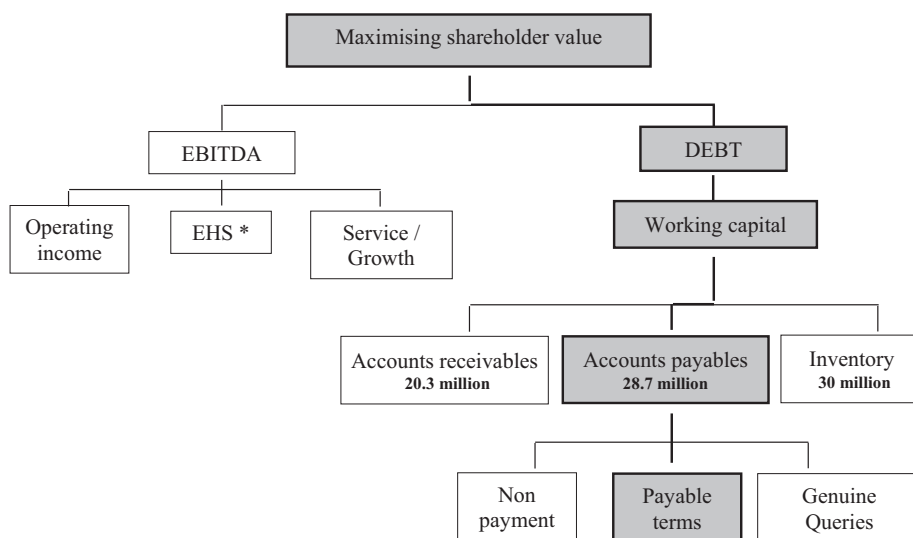 Maximising shareholder value
EBITDA
DEBT
Operating
income
EHS *
Service /
Growth
Working capital
Accounts receivables
20.3 million
Accounts payables
28.7 million
Inventory
30 million
Non
payment
Payable
terms
Genuine
Queries